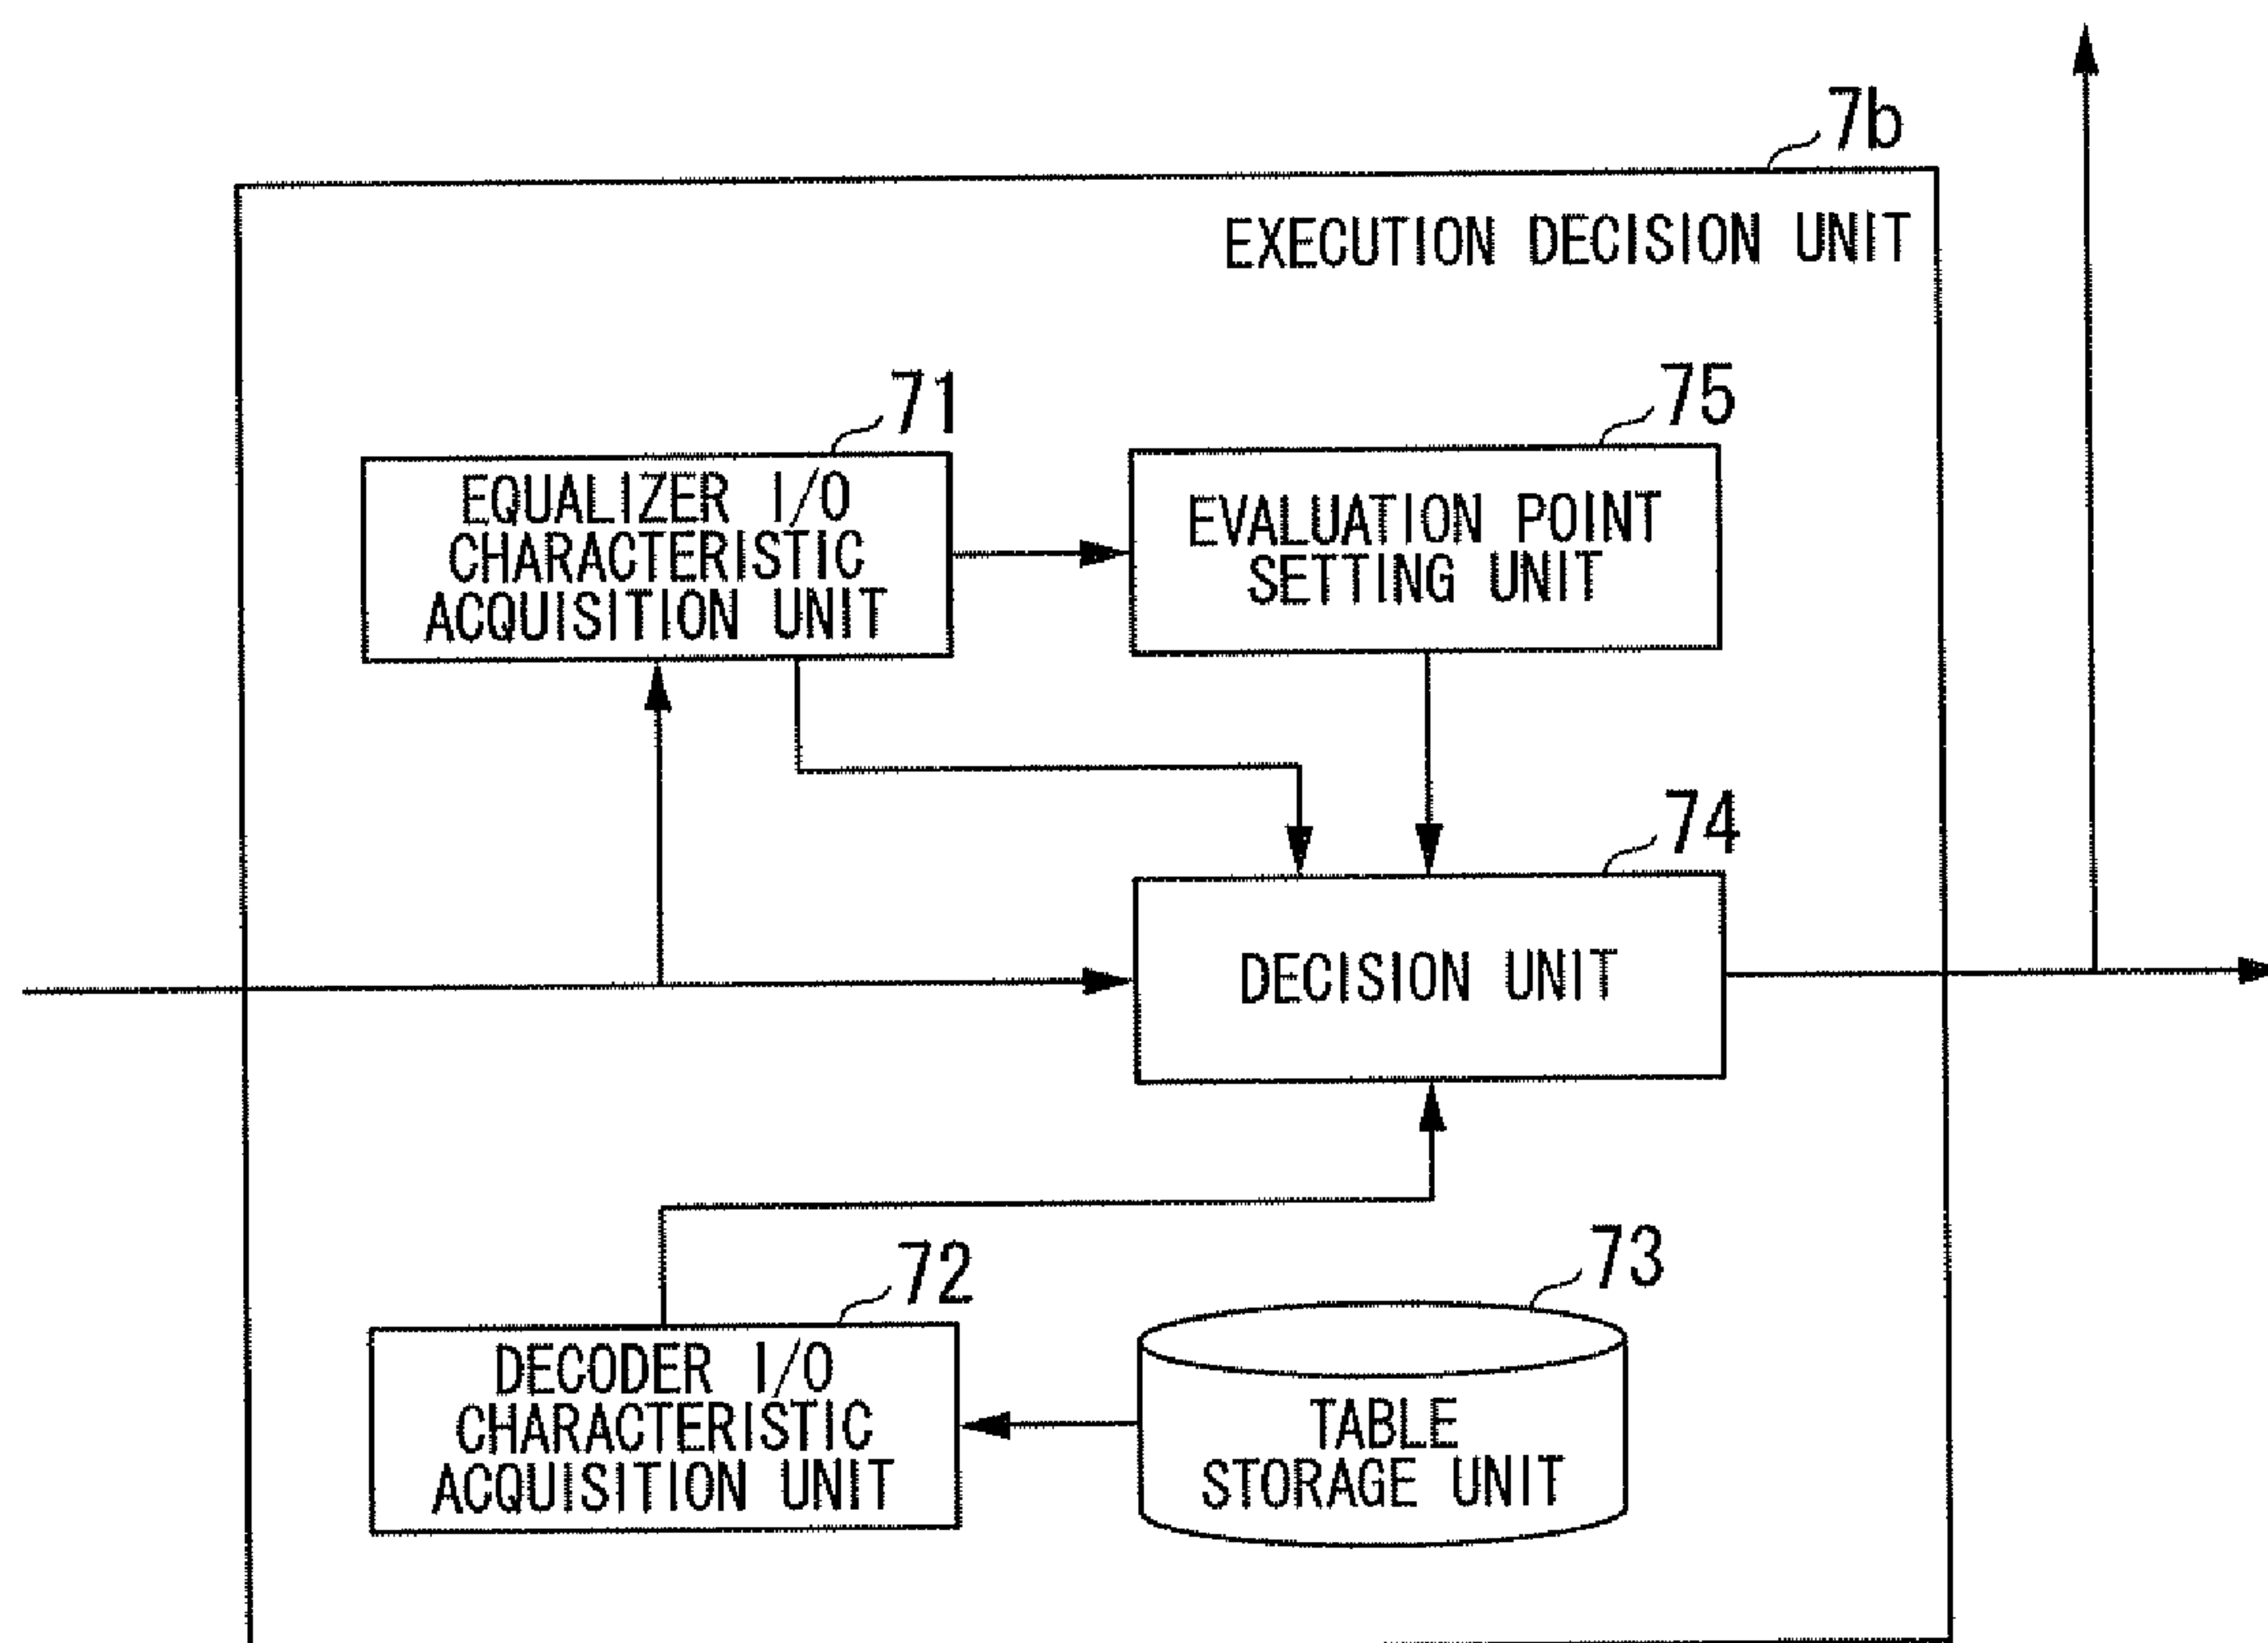 7b
EXECUTION DECISION UNIT
71
EQUALIZER I/O
CHARACTERISTIC
ACQUISITION UNIT
75
EVALUATION POINT
SETTING UNIT
74
DECISION UNIT
72
DECODER I/O
CHARACTERISTIC
ACQUISITION UNIT
73
TABLE
STORAGE UNIT